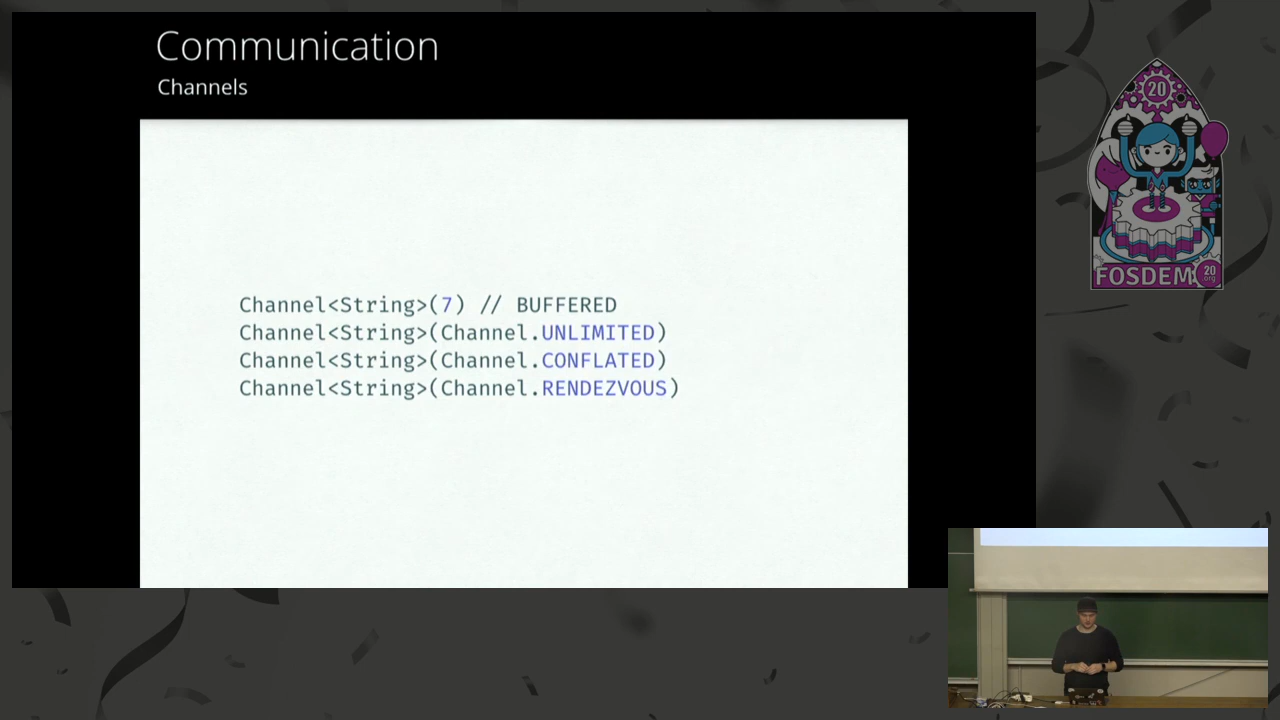 Communication
Channels
Channel<String>(7) // BUFFERED
Channel<String>(Channel.UNLIMITED)
Channel<String>(Channel.CONFLATED)
Channel<String>(Channel.RENDEZVOUS)
20
FOSDEM
20
org